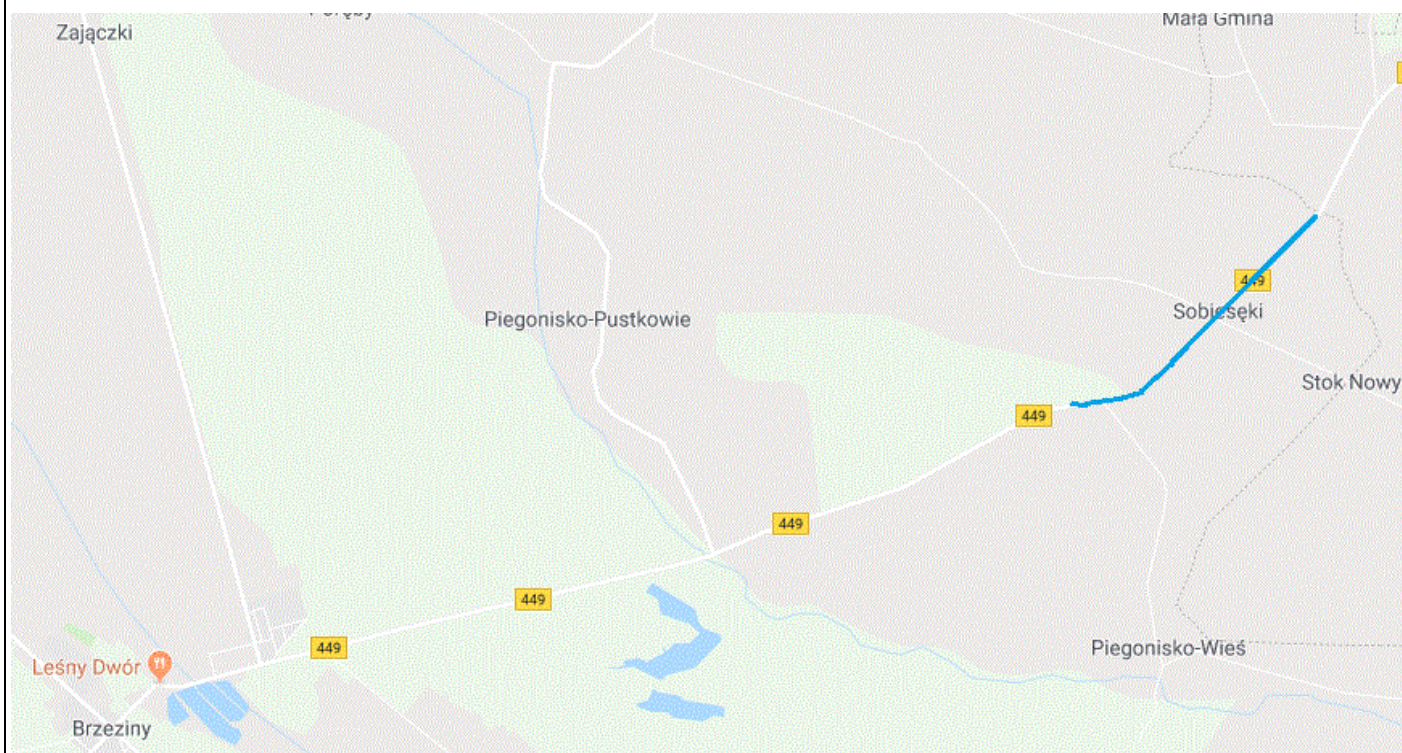 Zajączki
Mała Gmina
449
Sobiesęki
Piegonisko-Pustkowie
Stok Nowy
449
449
449
449
Piegonisko-Wieś
Leśny Dwór
Brzeziny